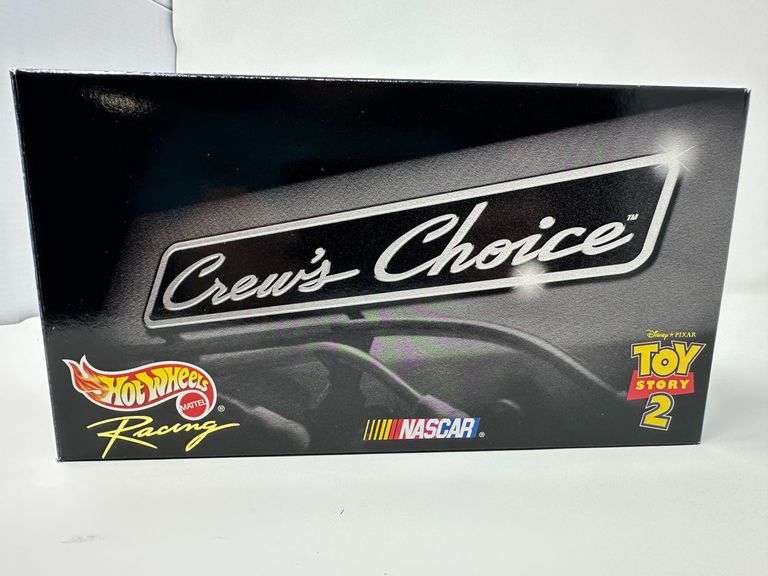 Crew's Choice™
HOT WHEELS®
MATTEL
Racing
NASCAR®
DISNEY • PIXAR
TOY
STORY
2